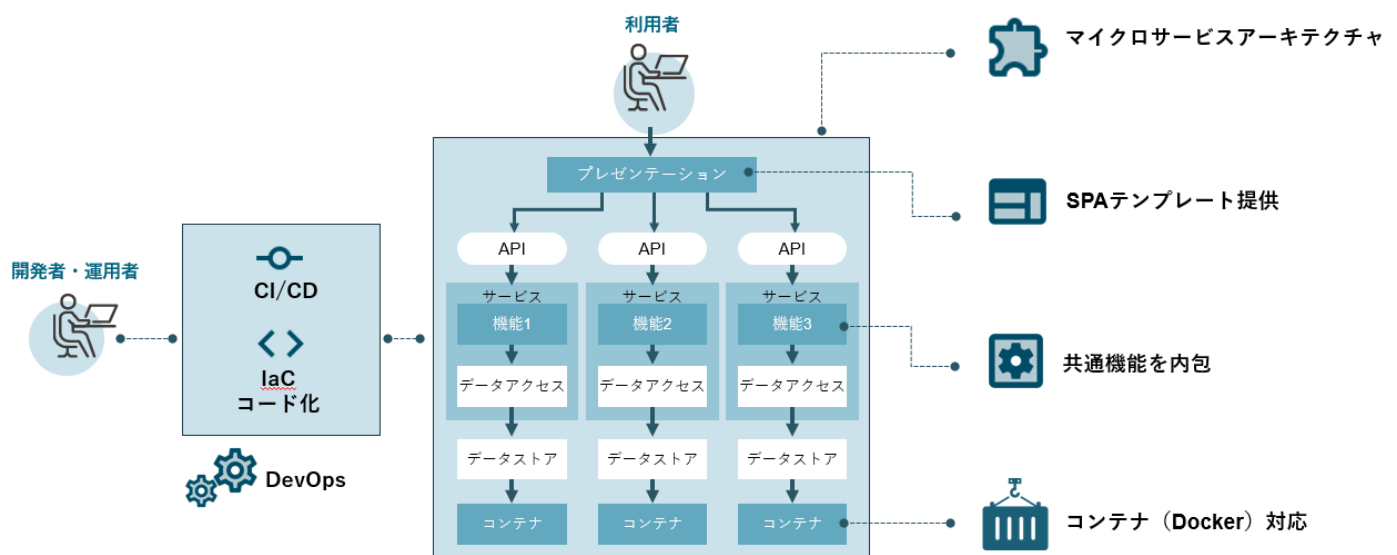 利用者
マイクロサービスアーキテクチャ
プレゼンテーション
SPAテンプレート提供
API
API
API
開発者・運用者
CI/CD
IaC
コード化
DevOps
サービス
サービス
サービス
機能1
機能2
機能3
共通機能を内包
データアクセス
データアクセス
データアクセス
データストア
データストア
データストア
コンテナ
コンテナ
コンテナ
コンテナ（Docker）対応